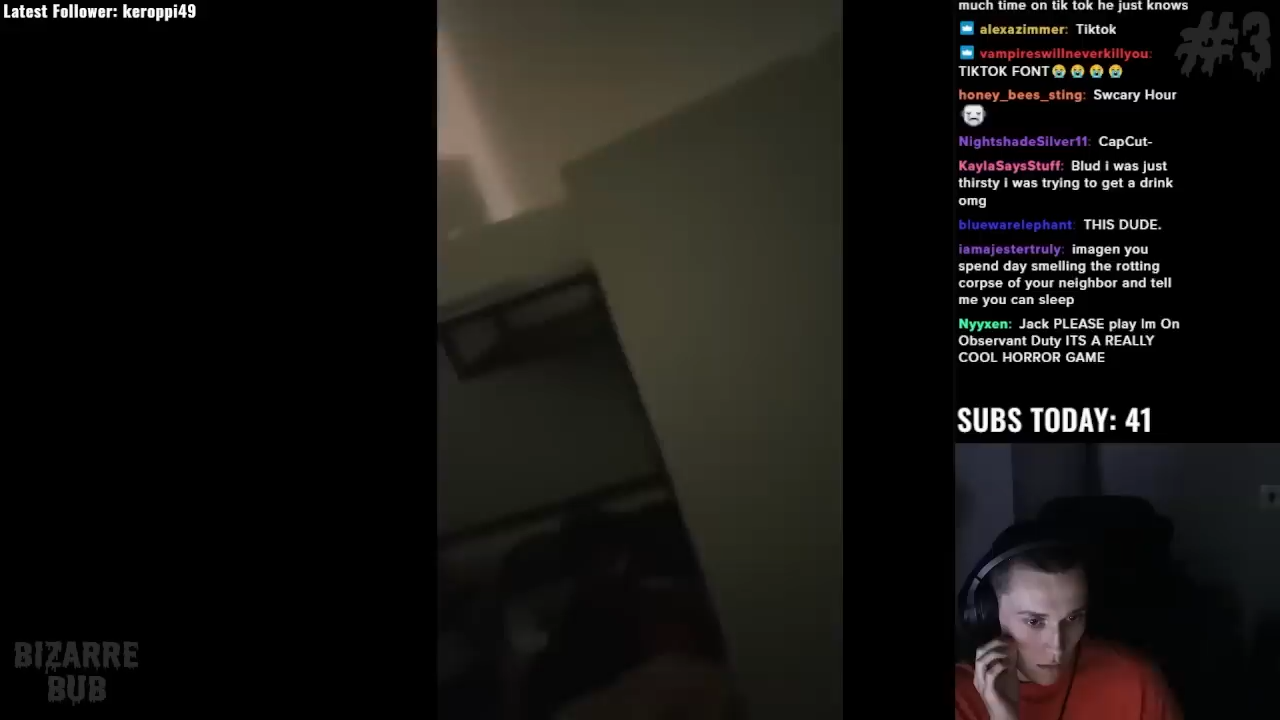 Latest Follower: keroppi49
much time on tik tok he just knows
alexazimmer: Tiktok
vampireswillneverkillyou:
TIKTOK FONT😭😭😭😭
honey_bees_sting: Swcary Hour
NightshadeSilver11: CapCut-
KaylaSaysStuff: Blud i was just
thirsty i was trying to get a drink
omg
bluewarelephant: THIS DUDE.
iamajestertruly: imagen you
spend day smelling the rotting
corpse of your neighbor and tell
me you can sleep
Nyyxen: Jack PLEASE play Im On
Observant Duty ITS A REALLY
COOL HORROR GAME
#3
SUBS TODAY: 41
BIZARRE
BUB